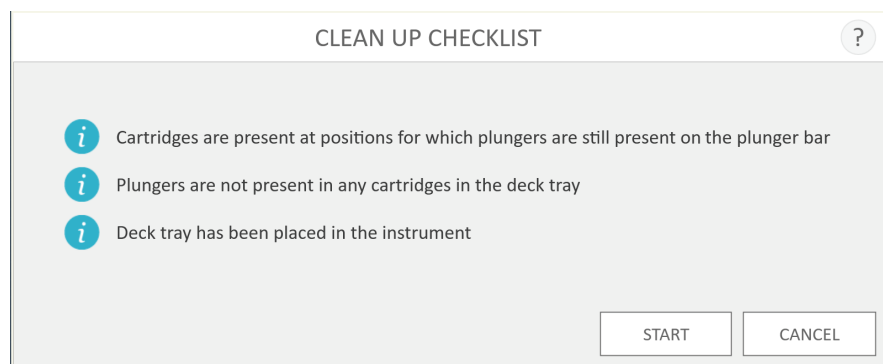 CLEAN UP CHECKLIST
?
i Cartridges are present at positions for which plungers are still present on the plunger bar
i Plungers are not present in any cartridges in the deck tray
i Deck tray has been placed in the instrument
START CANCEL